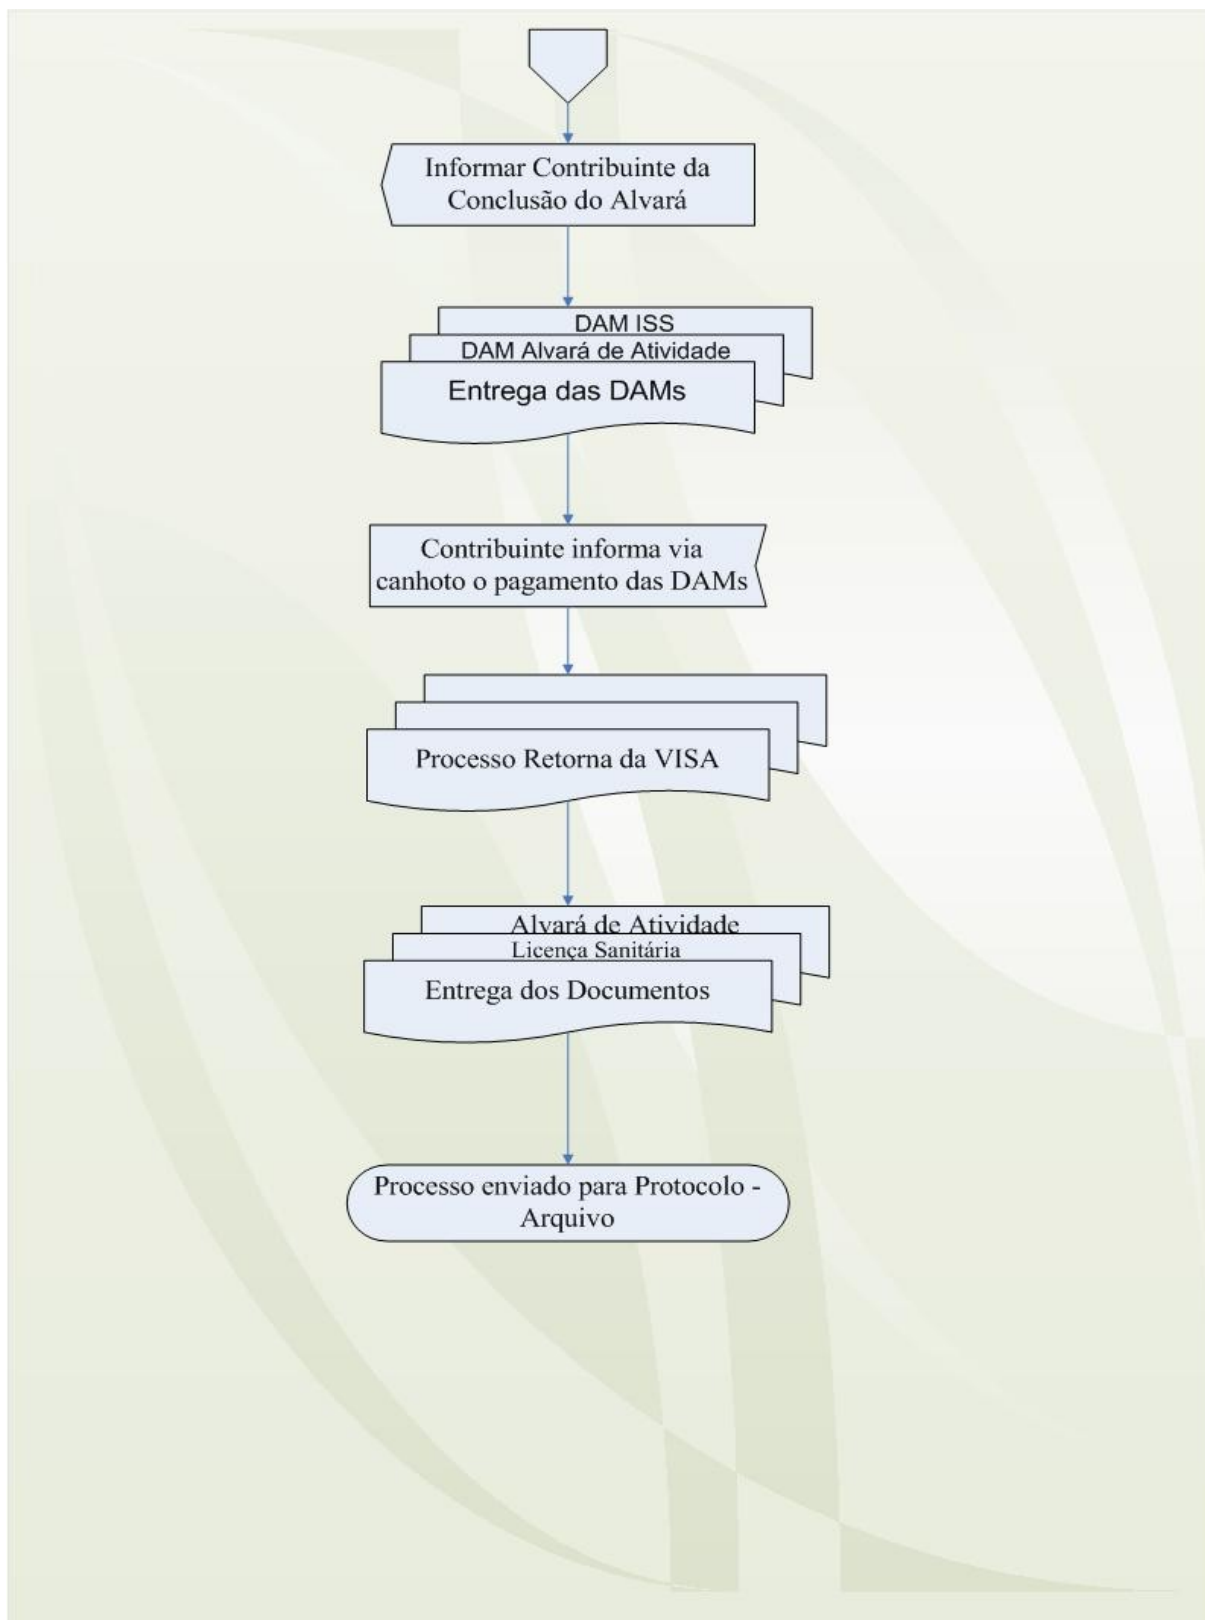 Informar Contribuinte da
Conclusão do Alvará
DAM ISS
DAM Alvará de Atividade
Entrega das DAMs
Contribuinte informa via
canhoto o pagamento das DAMs
Processo Retorna da VISA
Alvará de Atividade
Licença Sanitária
Entrega dos Documentos
Processo enviado para Protocolo -
Arquivo